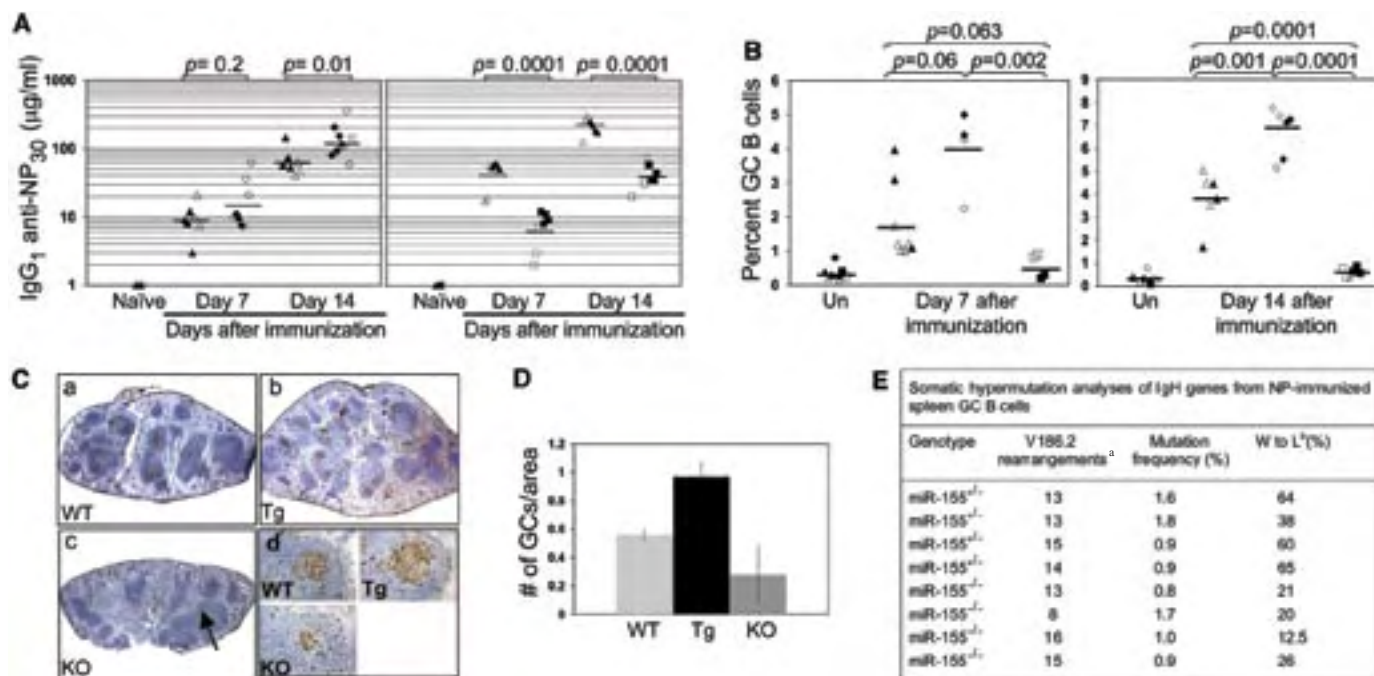 A
p= 0.2
p= 0.01
p= 0.0001
p= 0.0001
IgG1 anti-NP30 (µg/ml)
1000
100
10
1
Naïve
Day 7
Day 14
Days after immunization
Naïve
Day 7
Day 14
Days after immunization
B
p=0.063
p=0.06
p=0.002
p=0.0001
p=0.001
p=0.0001
Percent GC B cells
6
5
4
3
2
1
0
Un
Day 7 after
immunization
9
8
7
6
5
4
3
2
1
0
Un
Day 14 after
immunization
C
a
WT
b
Tg
c
KO
d
WT
Tg
KO
D
# of GCs/area
1.2
1
0.8
0.6
0.4
0.2
0
WT
Tg
KO
E
Somatic hypermutation analyses of IgH genes from NP-immunized
spleen GC B cells
Genotype V186.2 Mutation W to Lb(%)
rearrangements a frequency (%)
miR-155 13 1.6 64
miR-155 13 1.8 38
miR-155 15 0.9 60
miR-155 14 0.9 65
miR-155 13 0.8 21
miR-155 8 1.7 20
miR-155 16 1.0 12.5
miR-155 15 0.9 26